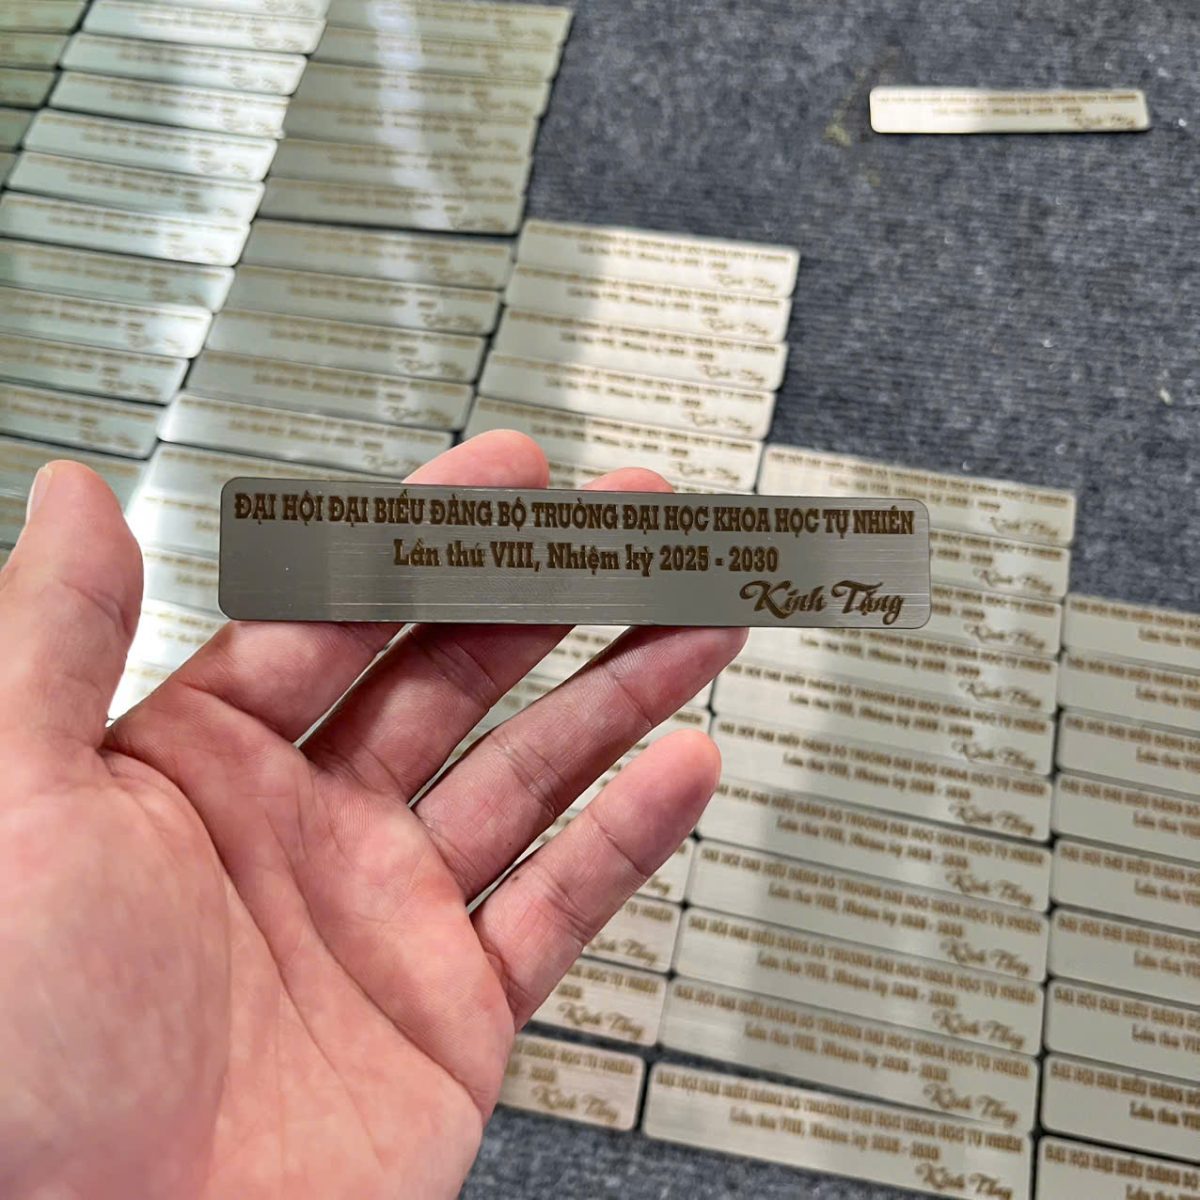 ĐẠI HỘI ĐẠI BIỂU ĐẢNG BỘ TRƯỜNG ĐẠI HỌC KHOA HỌC TỰ NHIÊN
Lần thứ VIII, Nhiệm kỳ 2025 - 2030
Kính Tặng